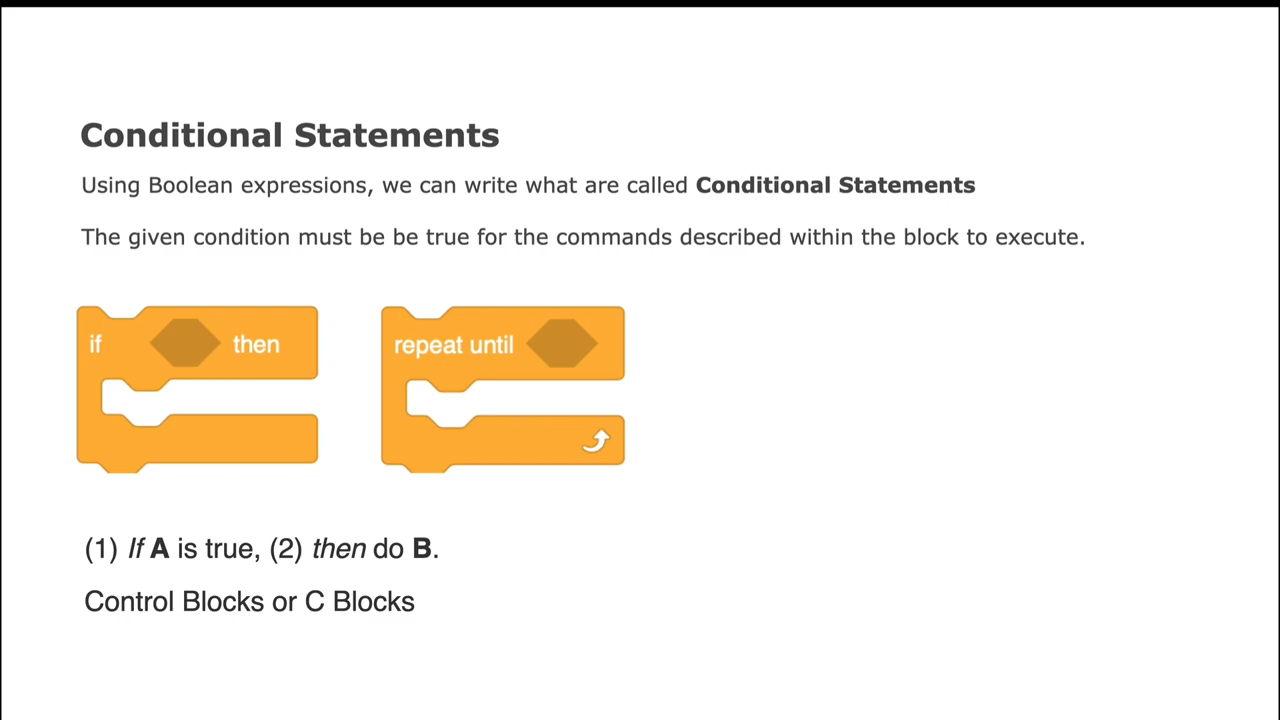 Conditional Statements
Using Boolean expressions, we can write what are called Conditional Statements
The given condition must be be true for the commands described within the block to execute.
if then
repeat until
(1) If A is true, (2) then do B.
Control Blocks or C Blocks